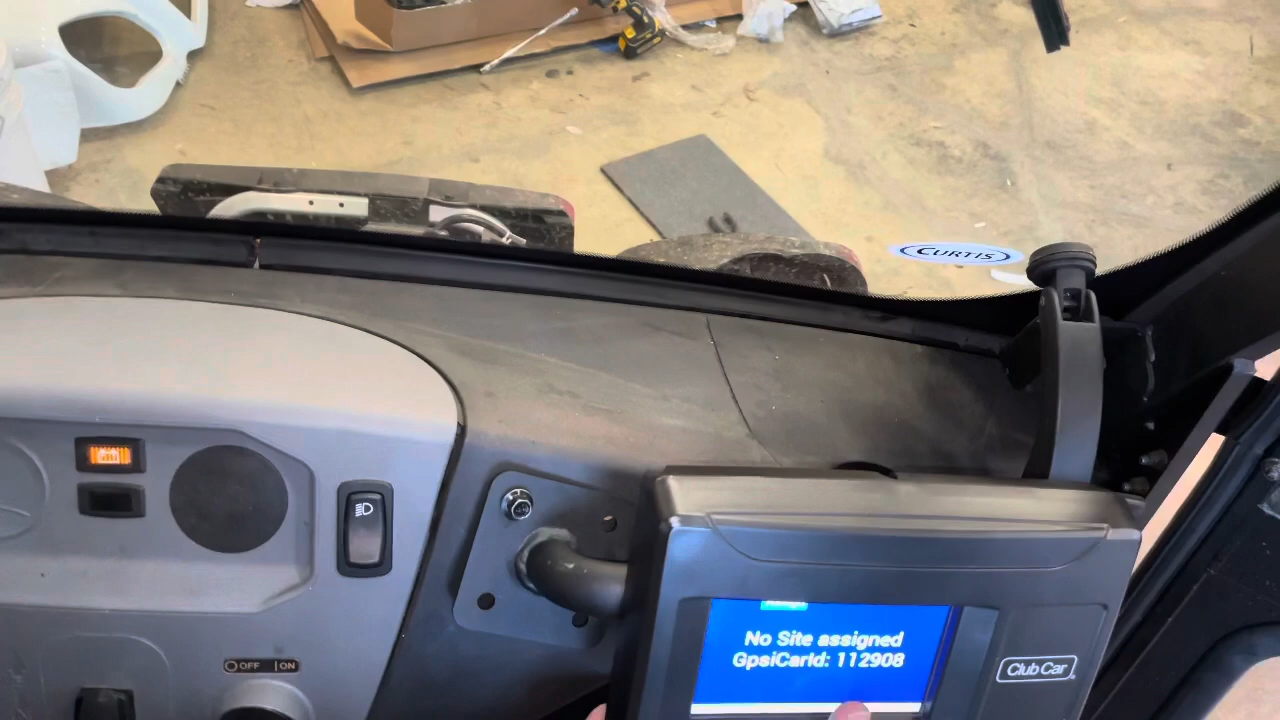 CURTIS
OFF | ON
No Site assigned
GpsiCarId: 112908
Club Car